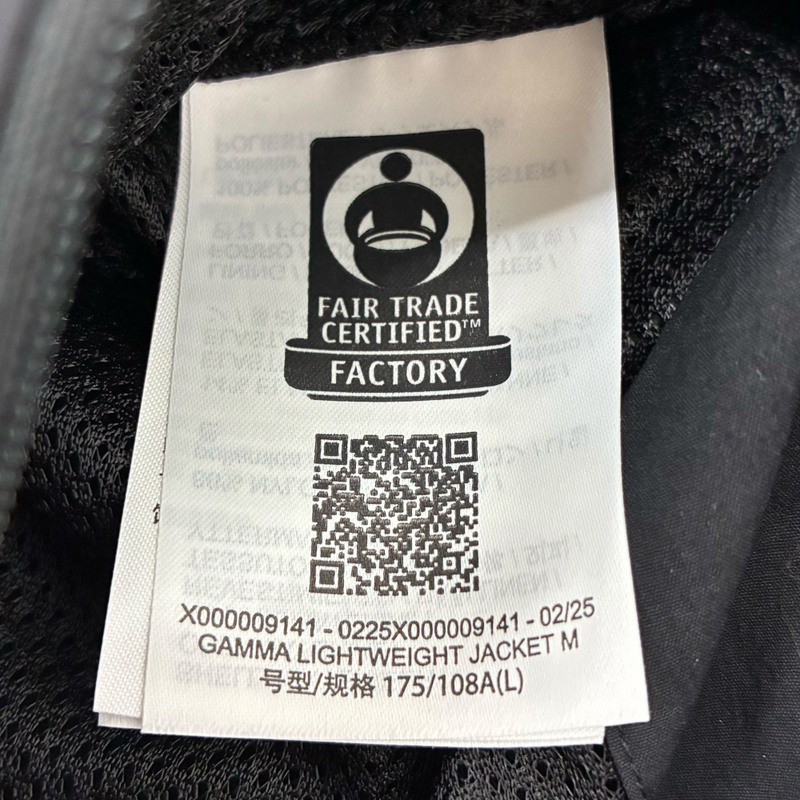 FAIR TRADE
CERTIFIED™
FACTORY
X000009141 - 0225X000009141 - 02/25
GAMMA LIGHTWEIGHT JACKET M
号型/规格 175/108A(L)